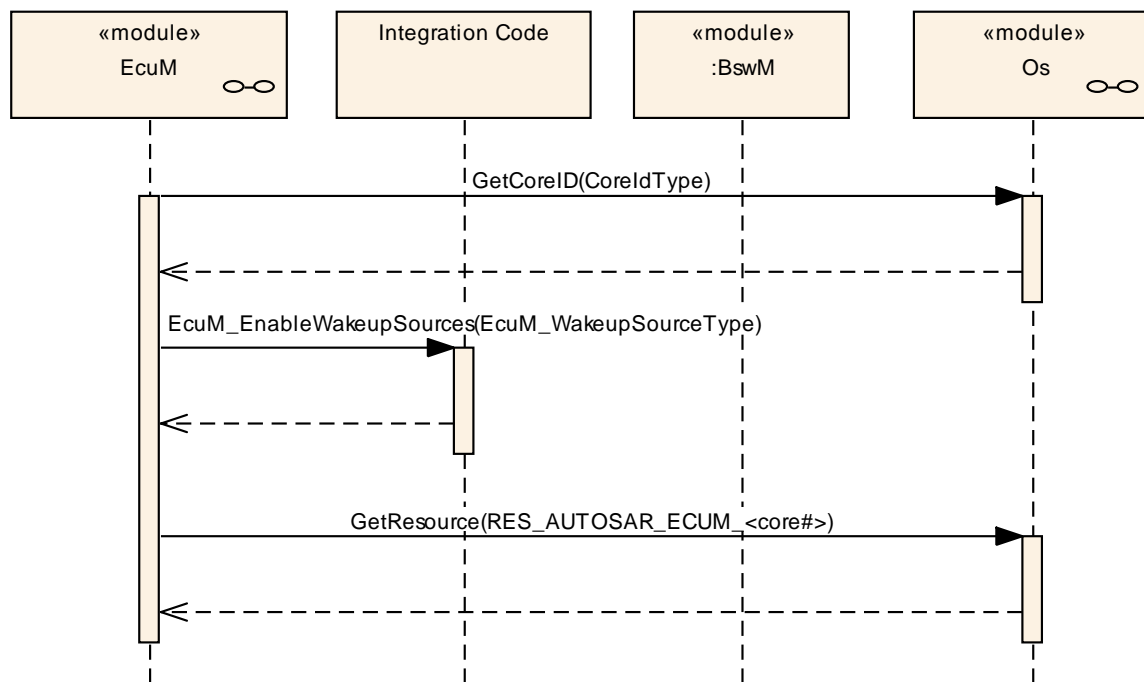 «module»
EcuM
Integration Code
«module»
:BswM
«module»
Os
GetCoreID(CoreIdType)
EcuM_EnableWakeupSources(EcuM_WakeupSourceType)
GetResource(RES_AUTOSAR_ECUM_<core#>)